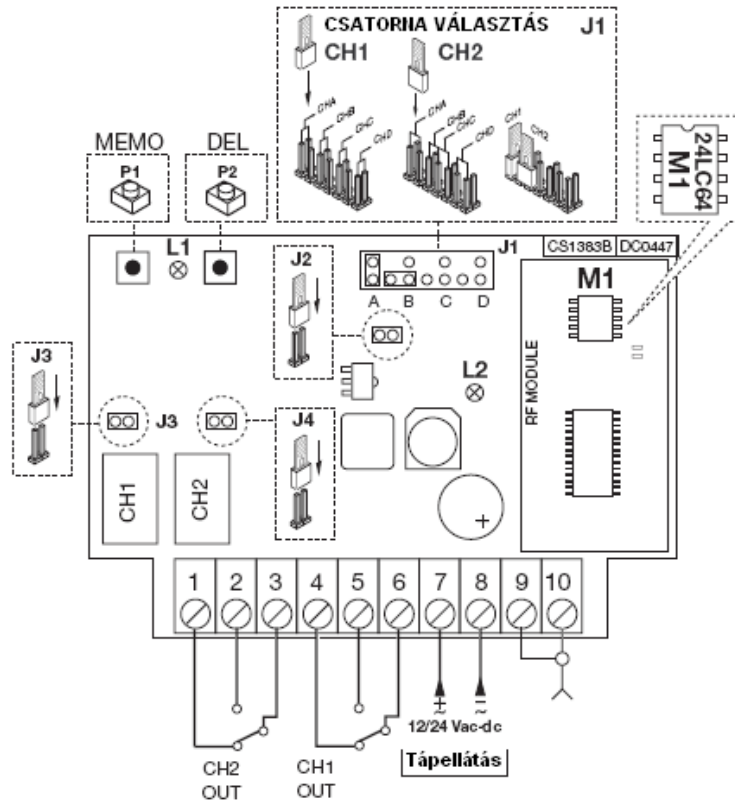 CSATORNA VÁLASZTÁS J1
CH1 CH2
CHA CHB CHC CHD
CHA CHB CHC CHD
CH1 CH2
24LC64
M1
MEMO DEL
P1 P2
L1
J1
CS1383B DC0447
J2
A B C D
M1
L2
RF MODULE
J3
J3
J4
CH1
CH2
+
1 2 3 4 5 6 7 8 9 10
+ −
~ ~
12/24 Vac-dc
Tápellátás
CH2
OUT
CH1
OUT